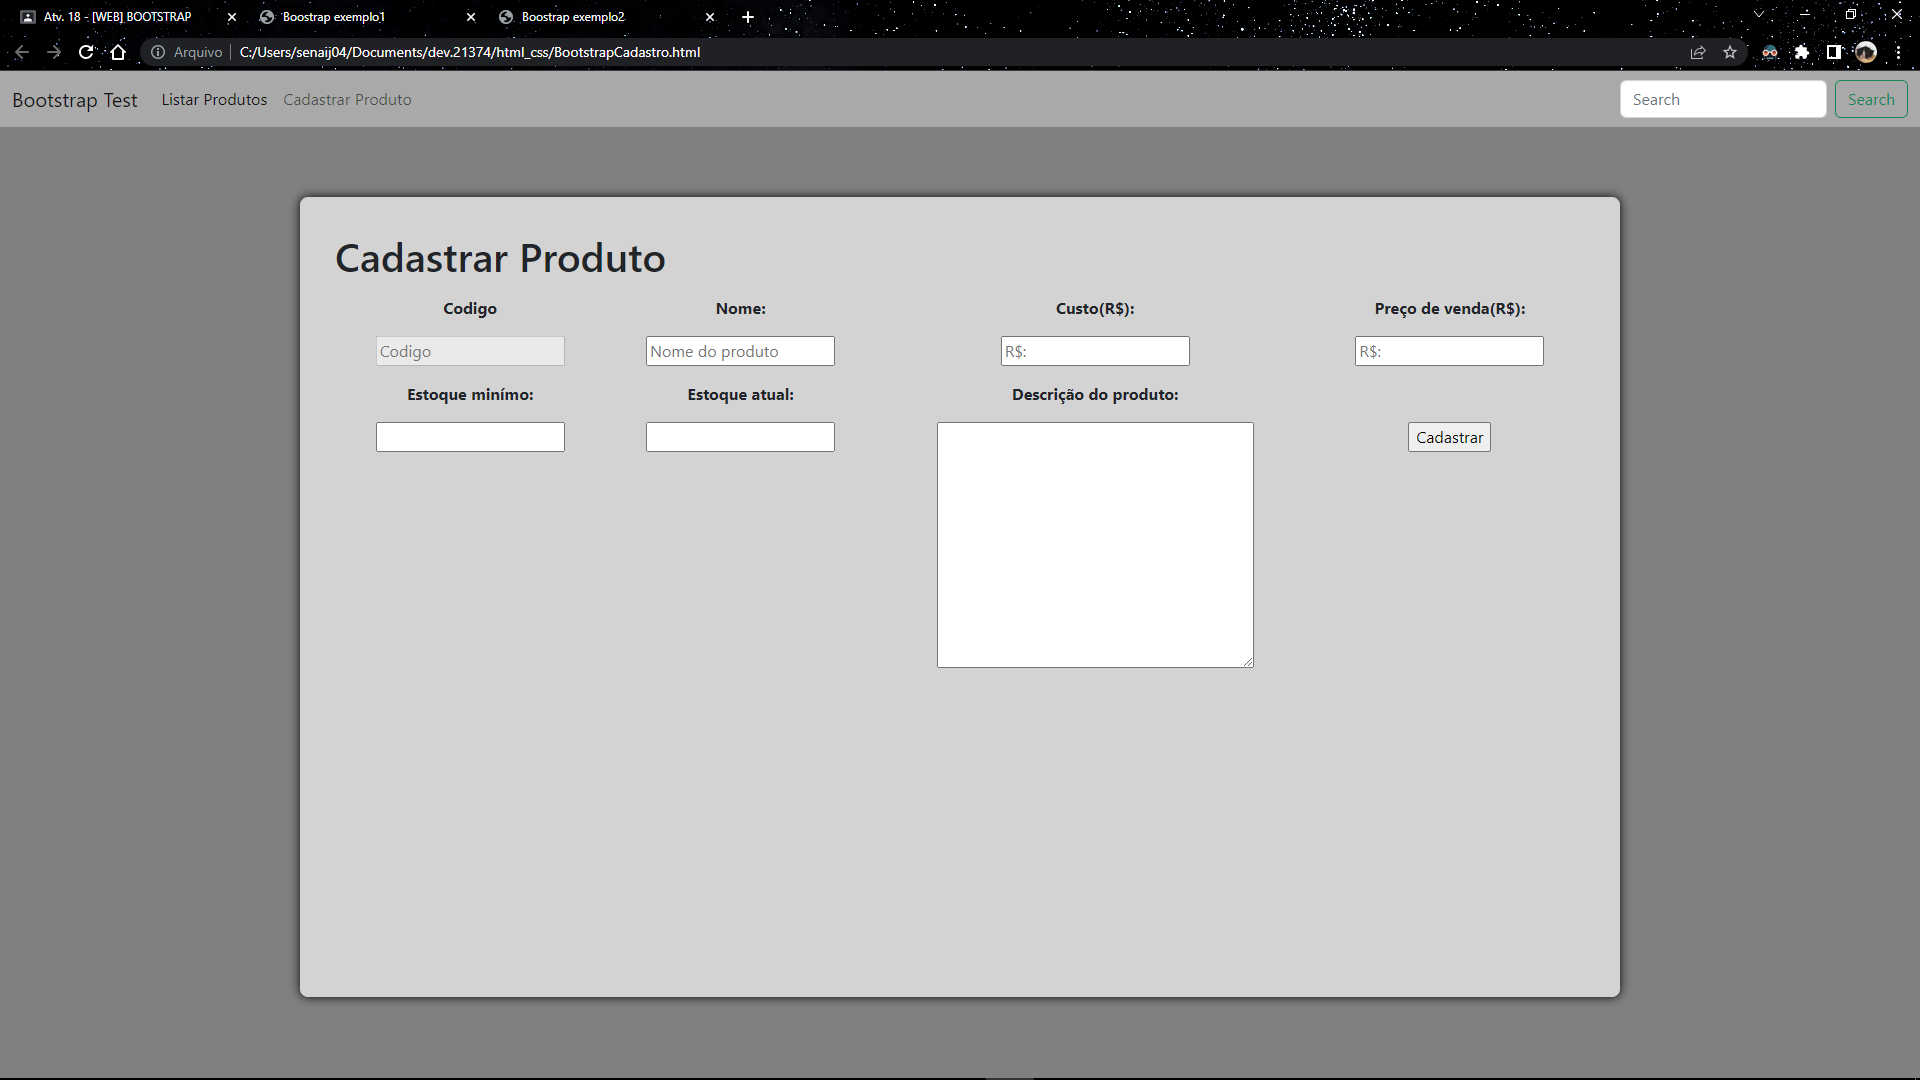 Atv. 18 - [WEB] BOOTSTRAP
Boostrap exemplo1
Boostrap exemplo2
Arquivo
C:/Users/senaij04/Documents/dev.21374/html_css/BootstrapCadastro.html
Bootstrap Test
Listar Produtos
Cadastrar Produto
Search
Search
Cadastrar Produto
Codigo
Nome:
Custo(R$):
Preço de venda(R$):
Codigo
Nome do produto
R$:
R$:
Estoque minímo:
Estoque atual:
Descrição do produto:
Cadastrar